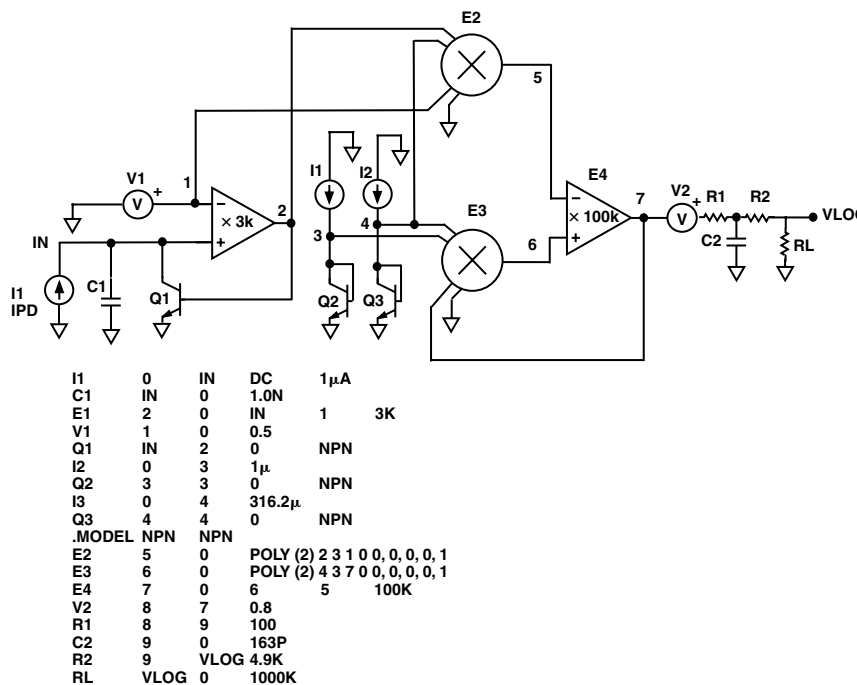 E2
5
I1
I2
E4
V1
1
+
–
× 3k
+
2
3
4
E3
6
–
× 100k
+
7
V2
+
R1
R2
VLOG
C2
RL
IN
I1
IPD
C1
Q1
Q2
Q3
V
V
I1 0 IN DC 1µA
C1 IN 0 1.0N
E1 2 0 IN 1 3K
V1 1 0 0.5
Q1 IN 2 0 NPN
I2 0 3 1µ
Q2 3 3 0 NPN
I3 0 4 316.2µ
Q3 4 4 0 NPN
.MODEL NPN NPN
E2 5 0 POLY (2) 2 3 1 0 0, 0, 0, 0, 1
E3 6 0 POLY (2) 4 3 7 0 0, 0, 0, 0, 1
E4 7 0 6 5 100K
V2 8 7 0.8
R1 8 9 100
C2 9 0 163P
R2 9 VLOG 4.9K
RL VLOG 0 1000K